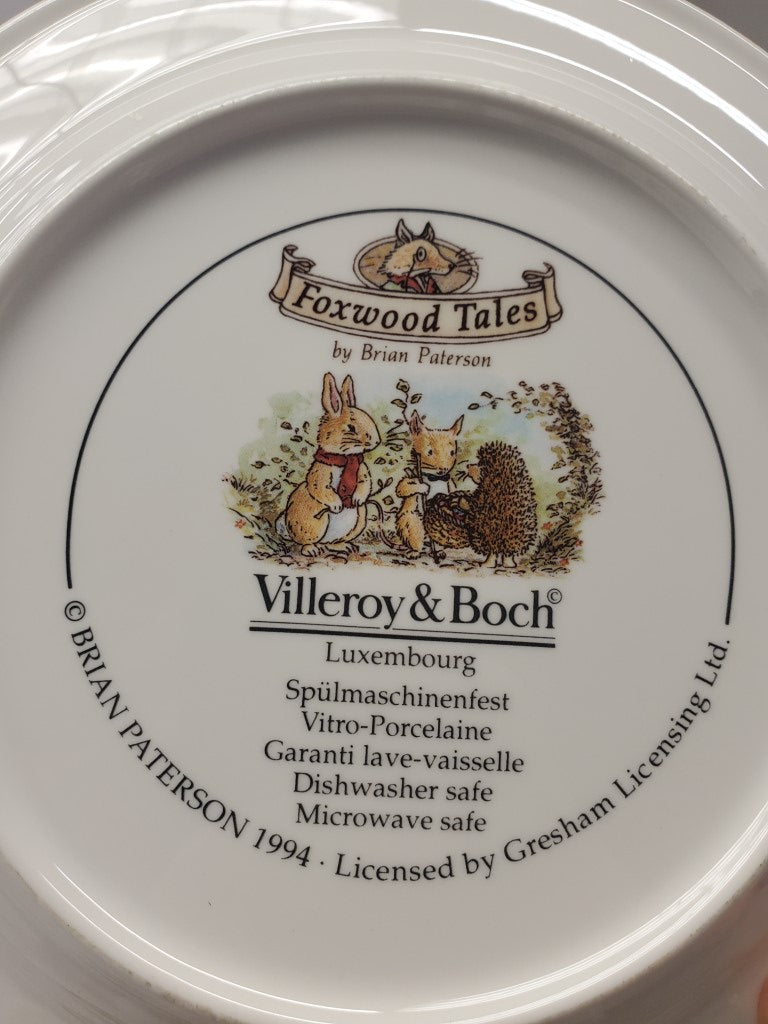 Foxwood Tales
by Brian Paterson
Villeroy & Boch©
Luxembourg
Spülmaschinenfest
Vitro-Porcelaine
Garanti lave-vaisselle
Dishwasher safe
Microwave safe
© BRIAN PATERSON 1994 · Licensed by Gresham Licensing Ltd.